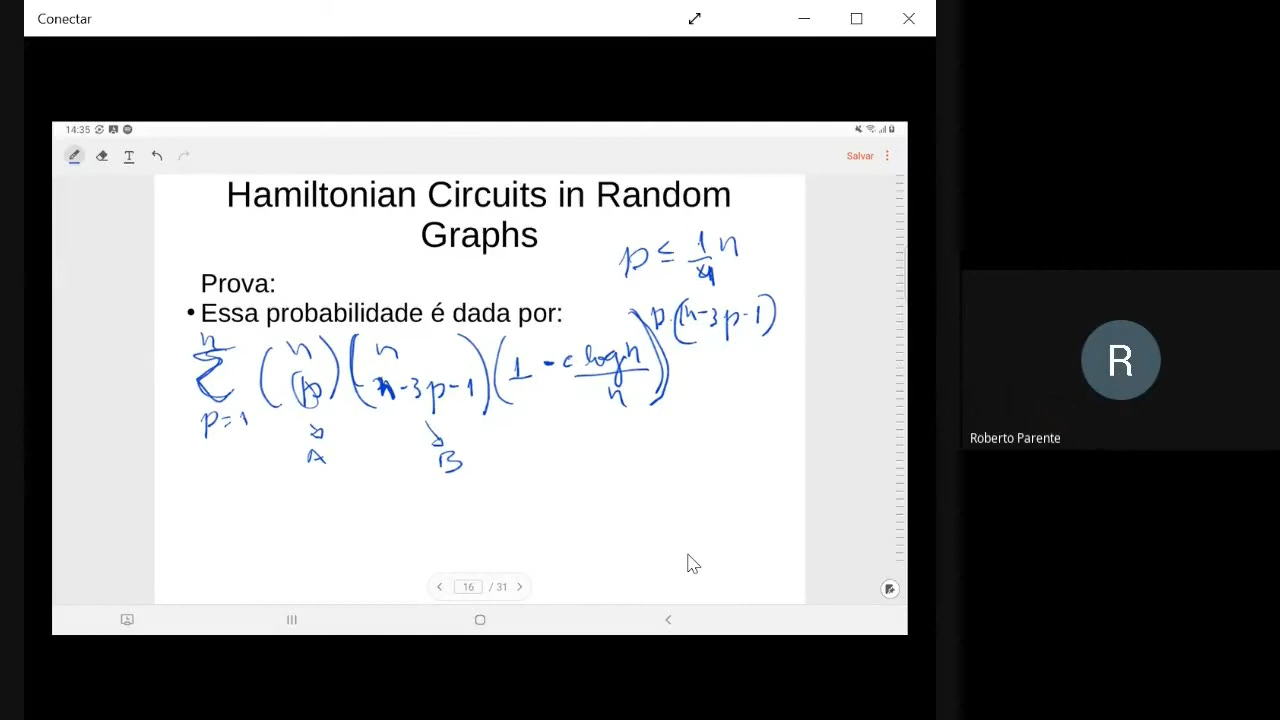 Conectar
14:35
Salvar
Hamiltonian Circuits in Random
Graphs
p ≤ 1/4 n
Prova:
• Essa probabilidade é dada por:
n
Σ (n p) (n n-3p-1) (1 - c log n / n)^p.(n-3p-1)
p=1
A B
16 / 31
Roberto Parente
R